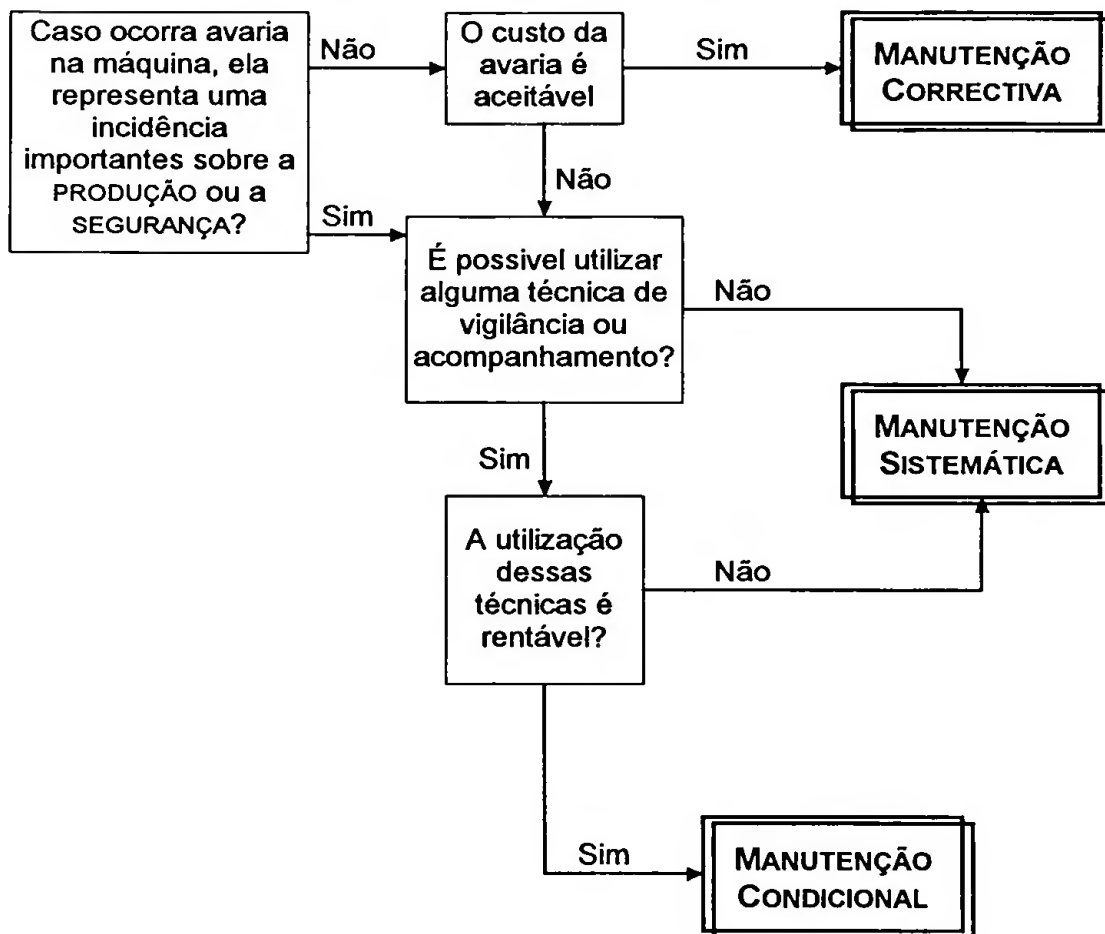 Caso ocorra avaria
na máquina, ela
representa uma
incidência
importantes sobre a
PRODUÇÃO ou a
SEGURANÇA?
Não
O custo da
avaria é
aceitável
Sim
MANUTENÇÃO
CORRECTIVA
Não
Sim
É possivel utilizar
alguma técnica de
vigilância ou
acompanhamento?
Não
MANUTENÇÃO
SISTEMÁTICA
Sim
A utilização
dessas
técnicas é
rentável?
Não
Sim
MANUTENÇÃO
CONDICIONAL